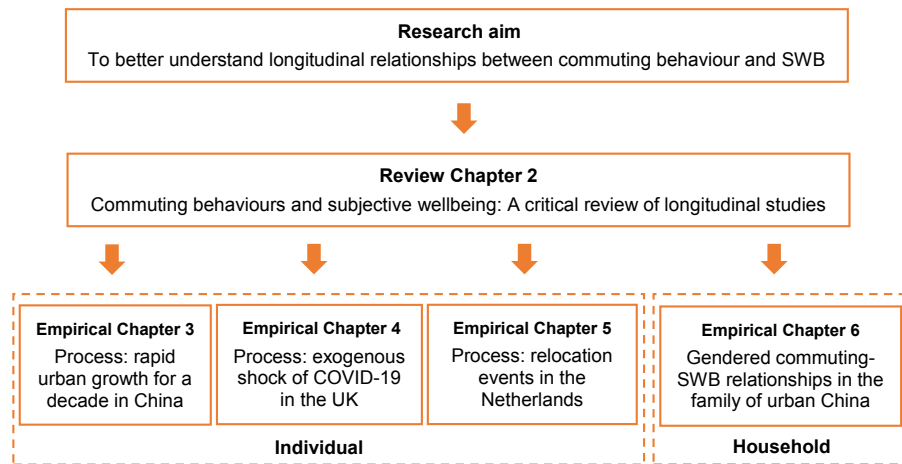 Research aim
To better understand longitudinal relationships between commuting behaviour and SWB
Review Chapter 2
Commuting behaviours and subjective wellbeing: A critical review of longitudinal studies
Empirical Chapter 3
Process: rapid
urban growth for a
decade in China
Empirical Chapter 4
Process: exogenous
shock of COVID-19
in the UK
Empirical Chapter 5
Process: relocation
events in the
Netherlands
Individual
Empirical Chapter 6
Gendered commuting-
SWB relationships in the
family of urban China
Household